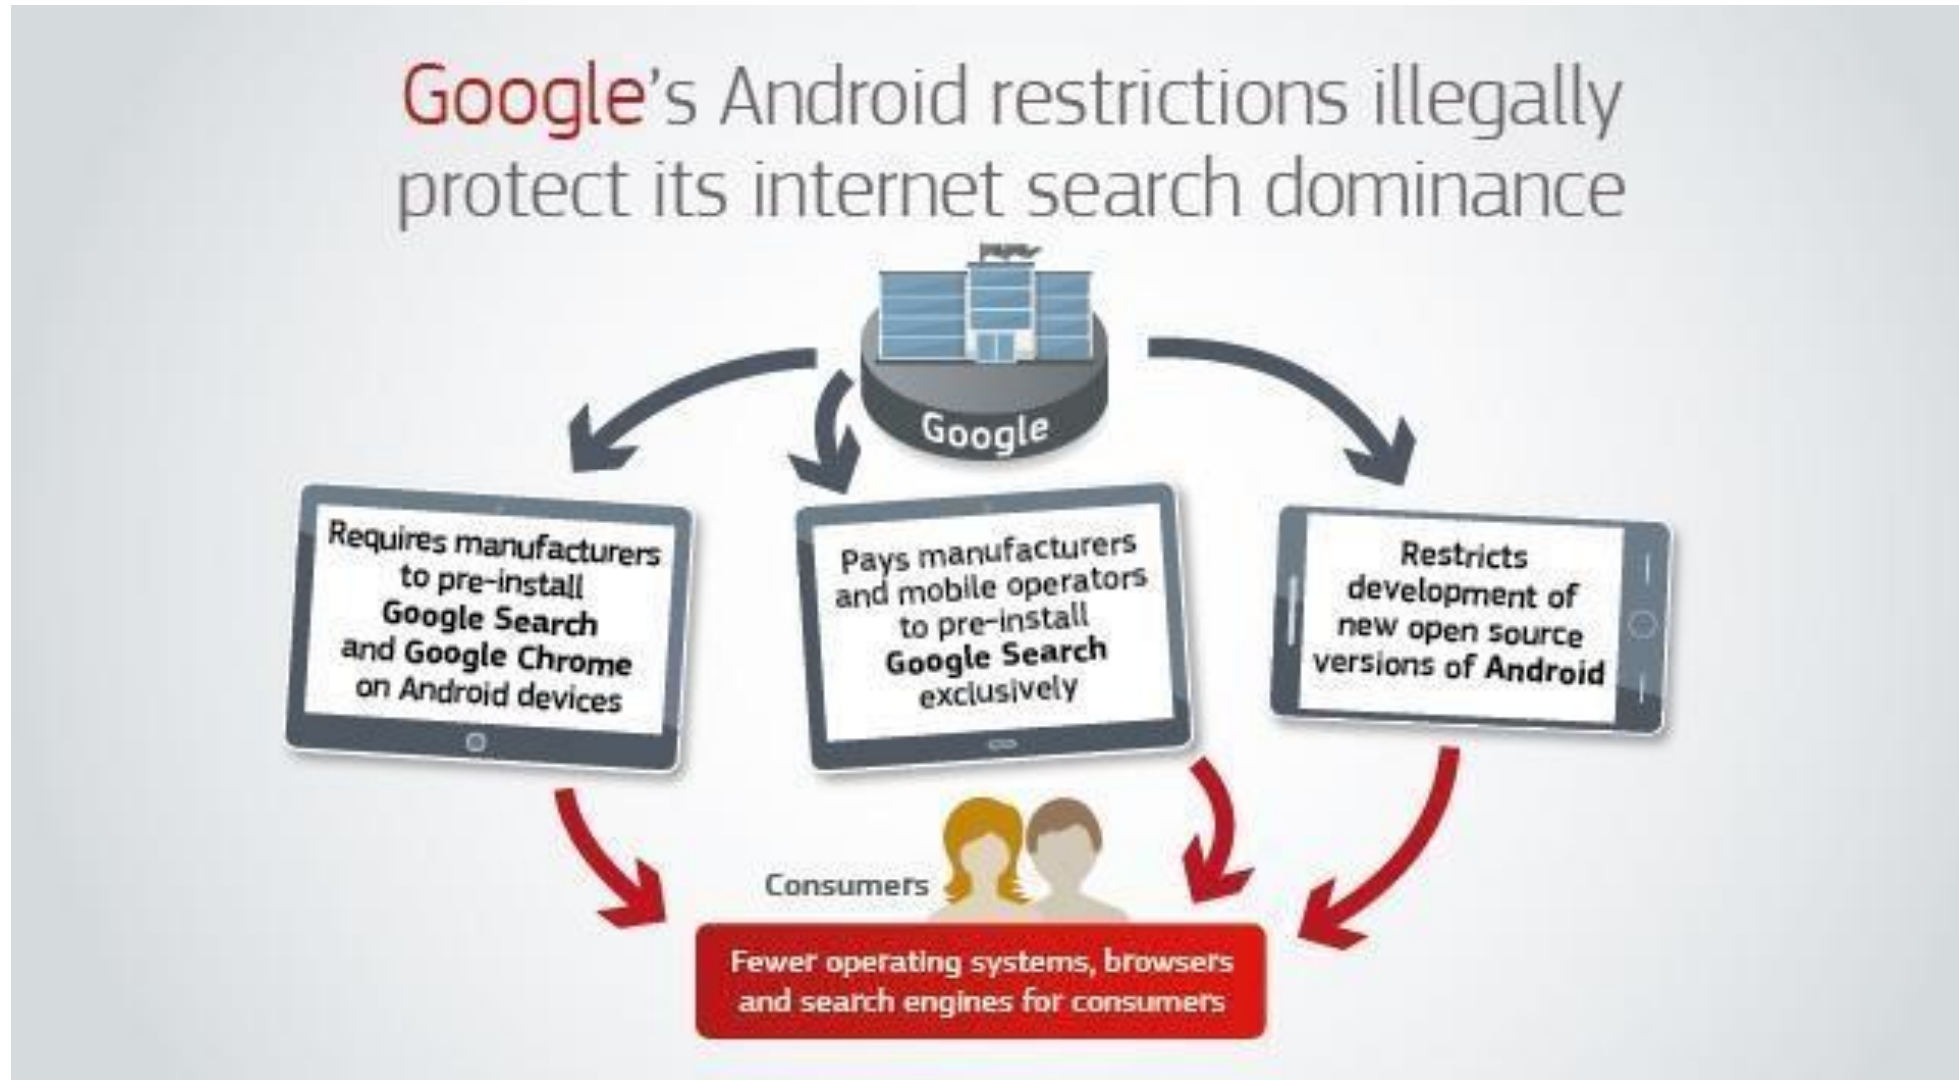 Google's Android restrictions illegally
protect its internet search dominance
Google
Requires manufacturers
to pre-install
Google Search
and Google Chrome
on Android devices
Pays manufacturers
and mobile operators
to pre-install
Google Search
exclusively
Restricts
development of
new open source
versions of Android
Consumers
Fewer operating systems, browsers
and search engines for consumers